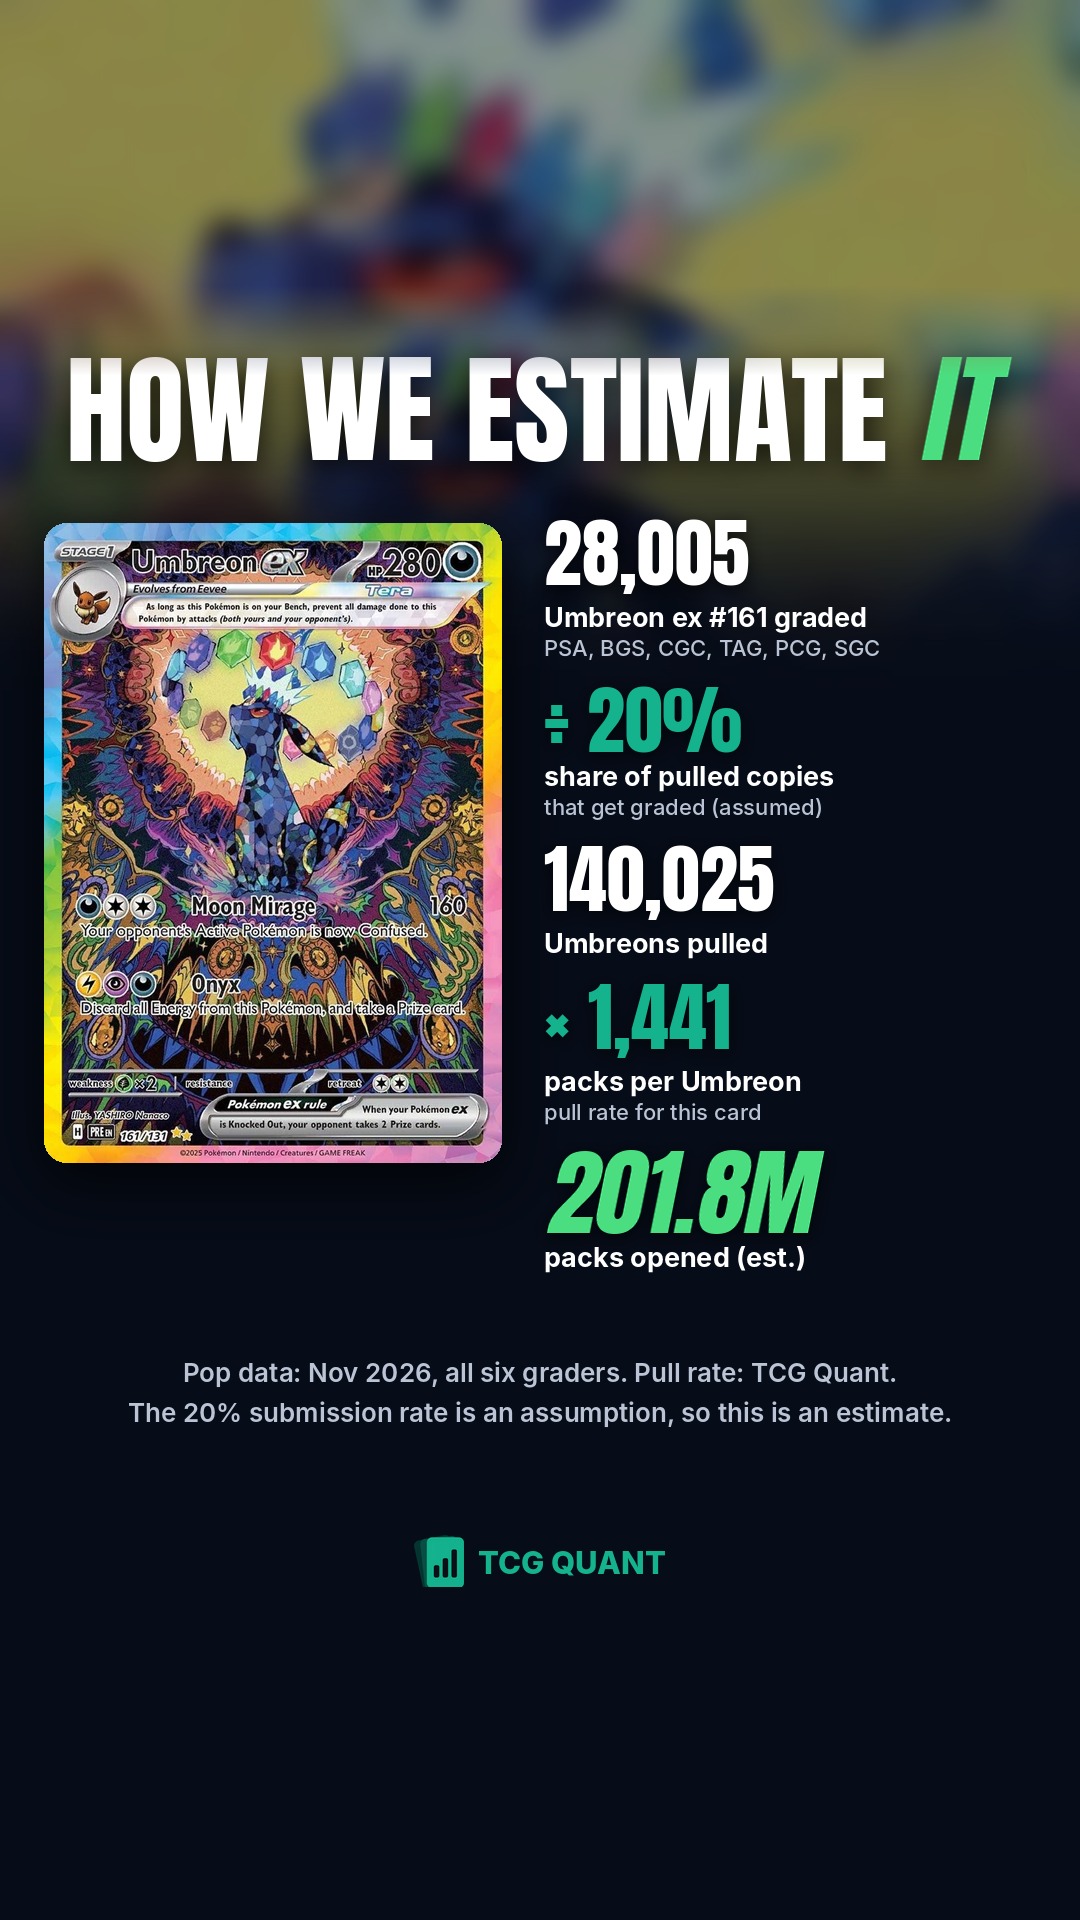 HOW WE ESTIMATE IT
STAGE 1
Umbreon ex
HP 280
Evolves from Eevee
Tera
As long as this Pokémon is on your Bench, prevent all damage done to this
Pokémon by attacks (both yours and your opponent's).
Moon Mirage 160
Your opponent's Active Pokémon is now Confused.
Onyx
Discard all Energy from this Pokémon, and take a Prize card.
weakness ×2 resistance retreat
Illus. YASHIRO Nanaco
Pokémon ex rule
When your Pokémon ex
is Knocked Out, your opponent takes 2 Prize cards.
H PRE EN 161/131
©2025 Pokémon / Nintendo / Creatures / GAME FREAK
28,005
Umbreon ex #161 graded
PSA, BGS, CGC, TAG, PCG, SGC
÷ 20%
share of pulled copies
that get graded (assumed)
140,025
Umbreons pulled
× 1,441
packs per Umbreon
pull rate for this card
201.8M
packs opened (est.)
Pop data: Nov 2026, all six graders. Pull rate: TCG Quant.
The 20% submission rate is an assumption, so this is an estimate.
TCG QUANT